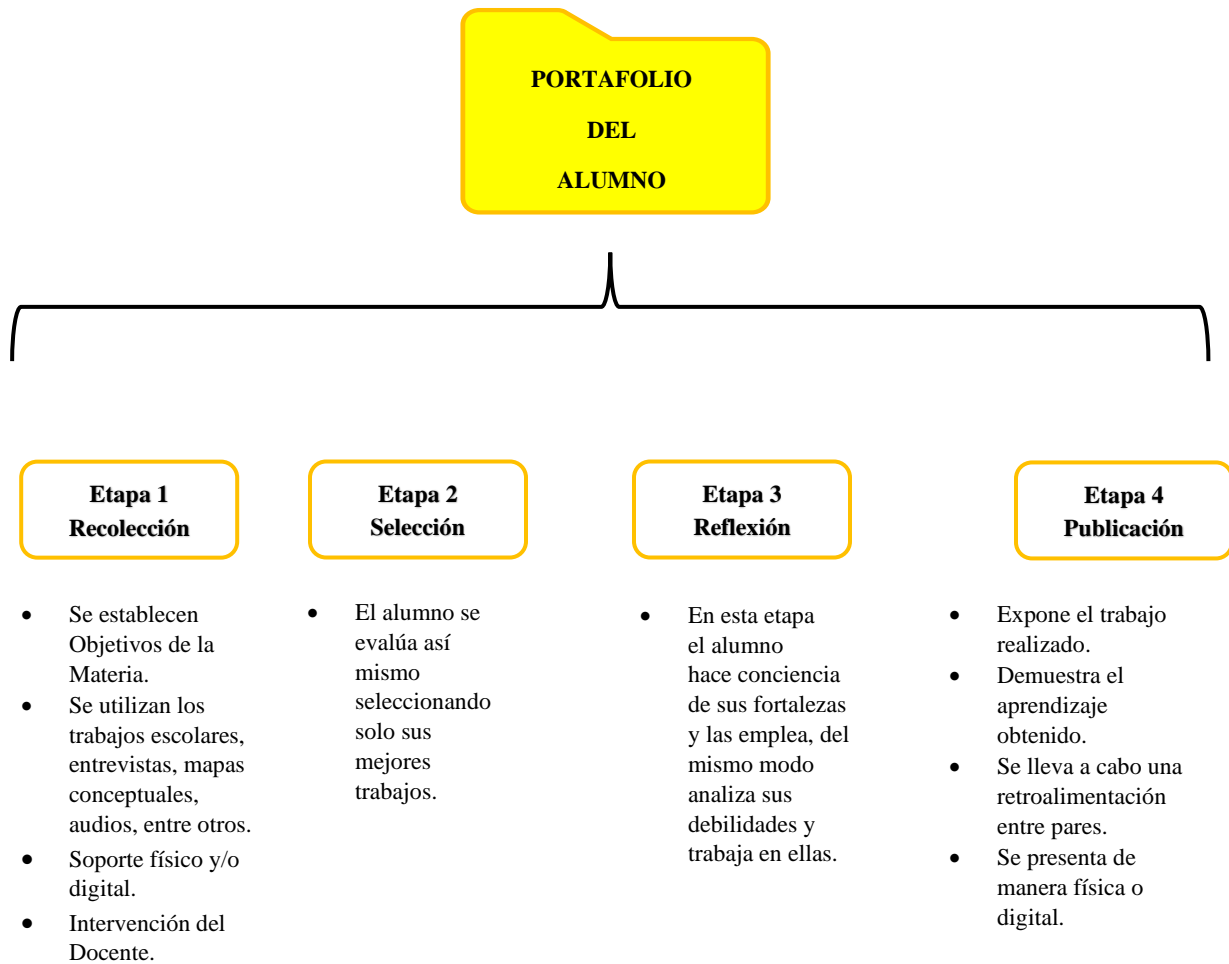 PORTAFOLIO
DEL
ALUMNO
Etapa 1
Recolección
• Se establecen
Objetivos de la
Materia.
• Se utilizan los
trabajos escolares,
entrevistas, mapas
conceptuales,
audios, entre otros.
• Soporte físico y/o
digital.
• Intervención del
Docente.
Etapa 2
Selección
• El alumno se
evalúa así
mismo
seleccionando
solo sus
mejores
trabajos.
Etapa 3
Reflexión
• En esta etapa
el alumno
hace conciencia
de sus fortalezas
y las emplea, del
mismo modo
analiza sus
debilidades y
trabaja en ellas.
Etapa 4
Publicación
• Expone el trabajo
realizado.
• Demuestra el
aprendizaje
obtenido.
• Se lleva a cabo una
retroalimentación
entre pares.
• Se presenta de
manera física o
digital.